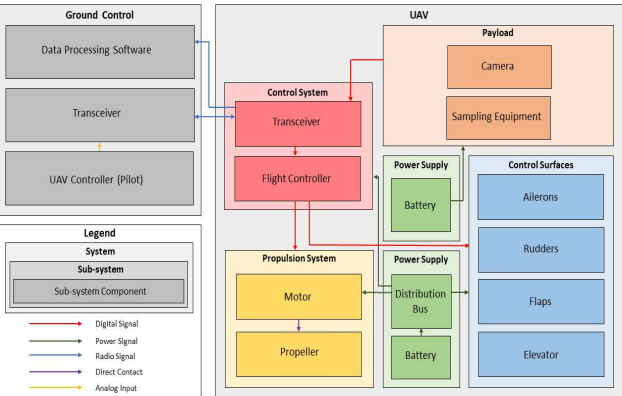 Ground Control
Data Processing Software
Transceiver
UAV Controller (Pilot)
Legend
System
Sub-system
Sub-system Component
Digital Signal
Power Signal
Radio Signal
Direct Contact
Analog Input
UAV
Control System
Transceiver
Flight Controller
Payload
Camera
Sampling Equipment
Power Supply
Battery
Control Surfaces
Ailerons
Rudders
Flaps
Elevator
Propulsion System
Motor
Propeller
Power Supply
Distribution
Bus
Battery